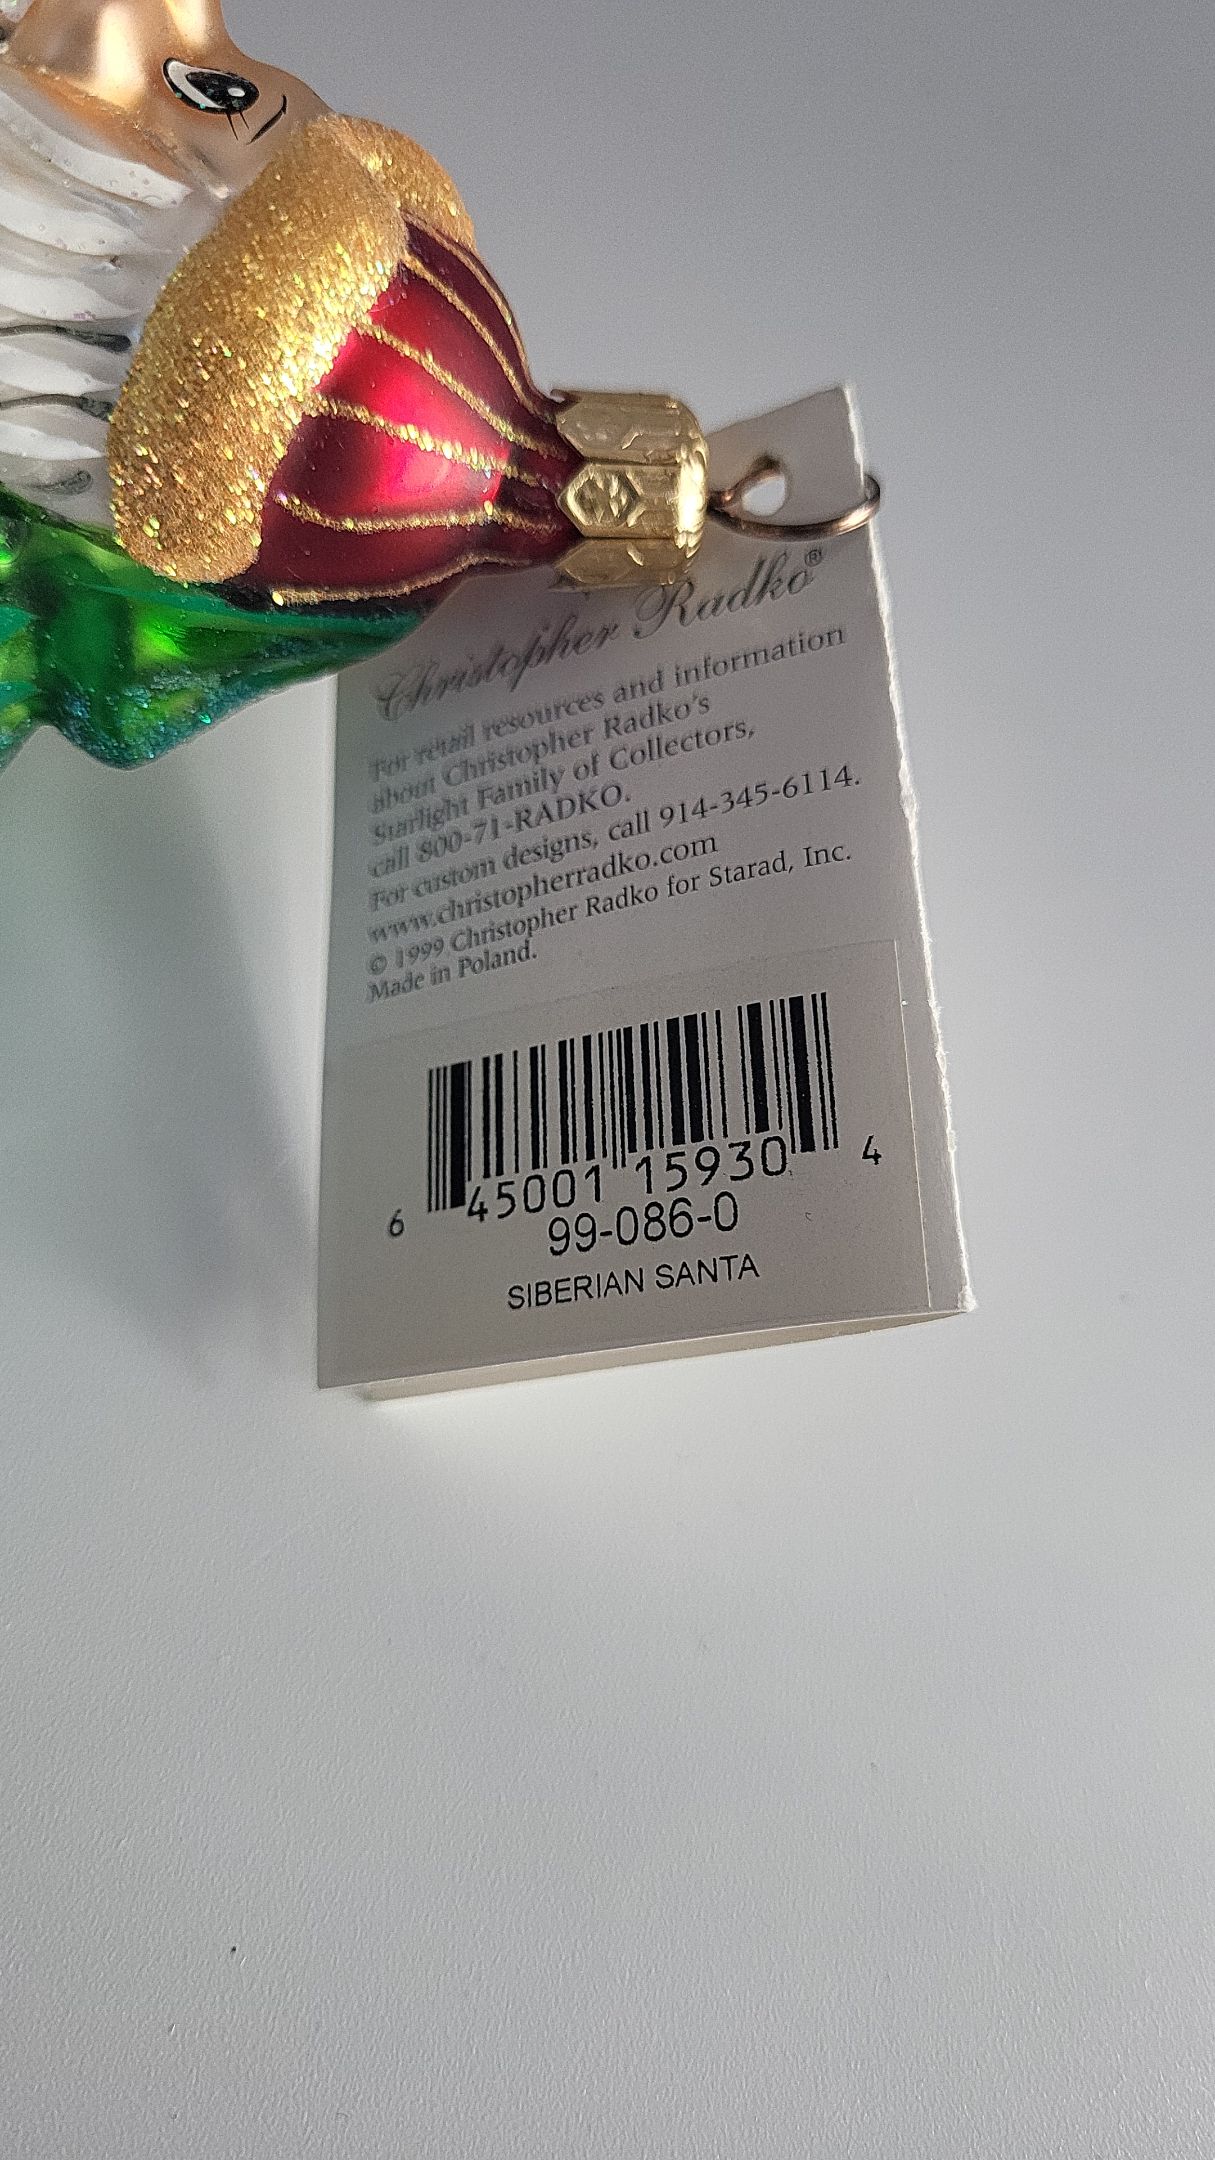 Christopher Radko®
For retail resources and information
about Christopher Radko's
Starlight Family of Collectors,
call 800-71-RADKO.
For custom designs, call 914-345-6114.
www.christopherradko.com
© 1999 Christopher Radko for Starad, Inc.
Made in Poland.
6 45001 15930 4
99-086-0
SIBERIAN SANTA